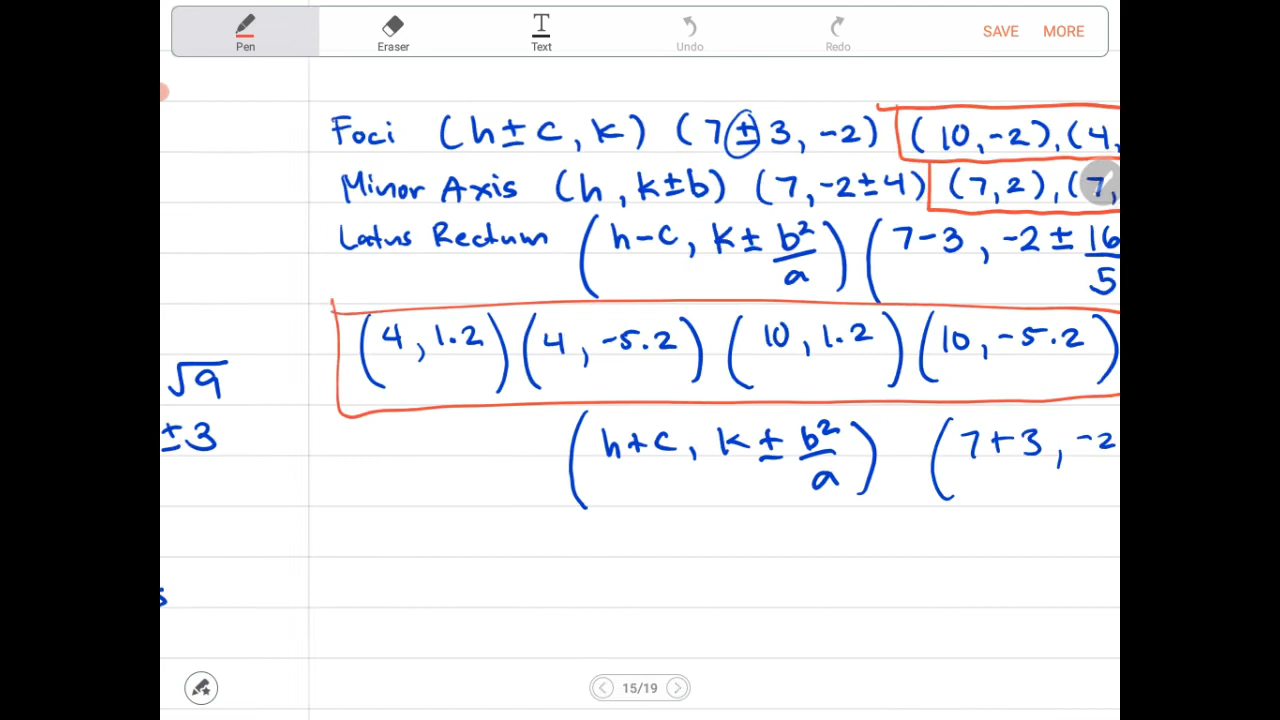 Pen Eraser Text Undo Redo SAVE MORE
Foci (h±c, k) (7±3, -2) (10, -2), (4,
Minor Axis (h, k±b) (7, -2±4) (7, 2), (7,
Latus Rectum (h-c, k± b²/a) (7-3, -2± 16/5
(4, 1.2) (4, -5.2) (10, 1.2) (10, -5.2)
√9
±3
(h+c, k± b²/a) (7+3, -2
15/19